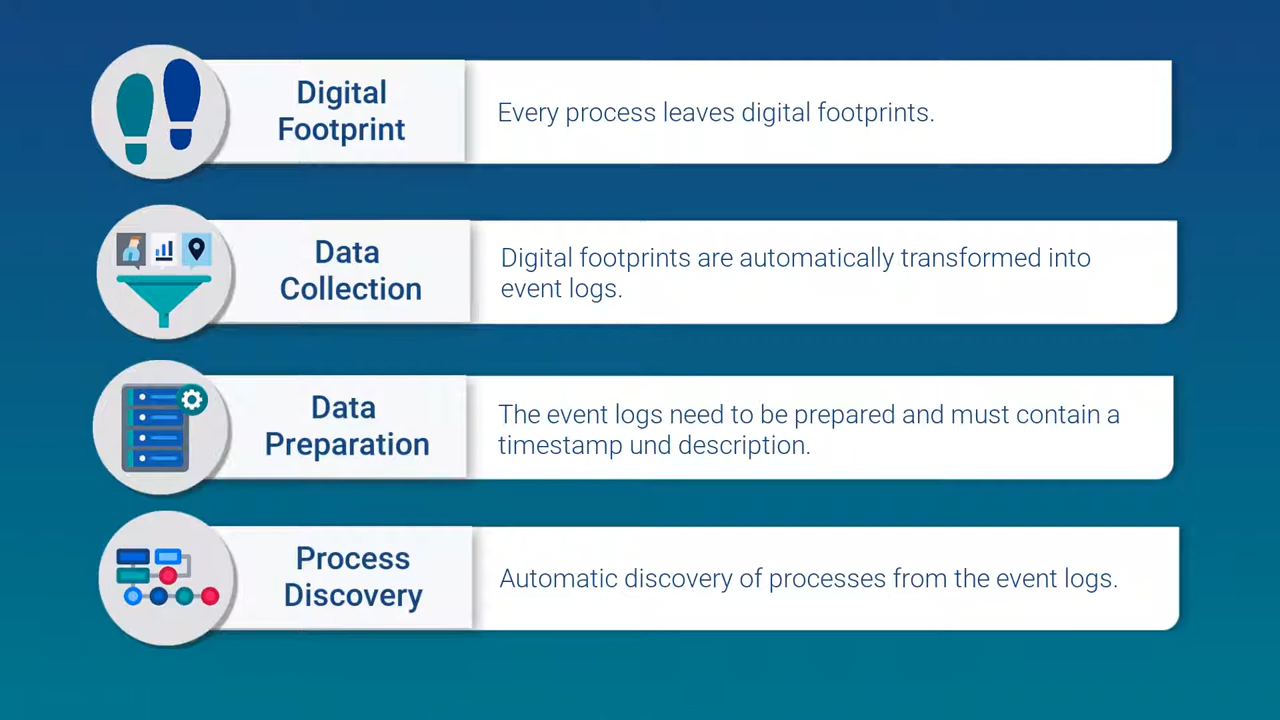 Digital
Footprint
Every process leaves digital footprints.
Data
Collection
Digital footprints are automatically transformed into
event logs.
Data
Preparation
The event logs need to be prepared and must contain a
timestamp und description.
Process
Discovery
Automatic discovery of processes from the event logs.